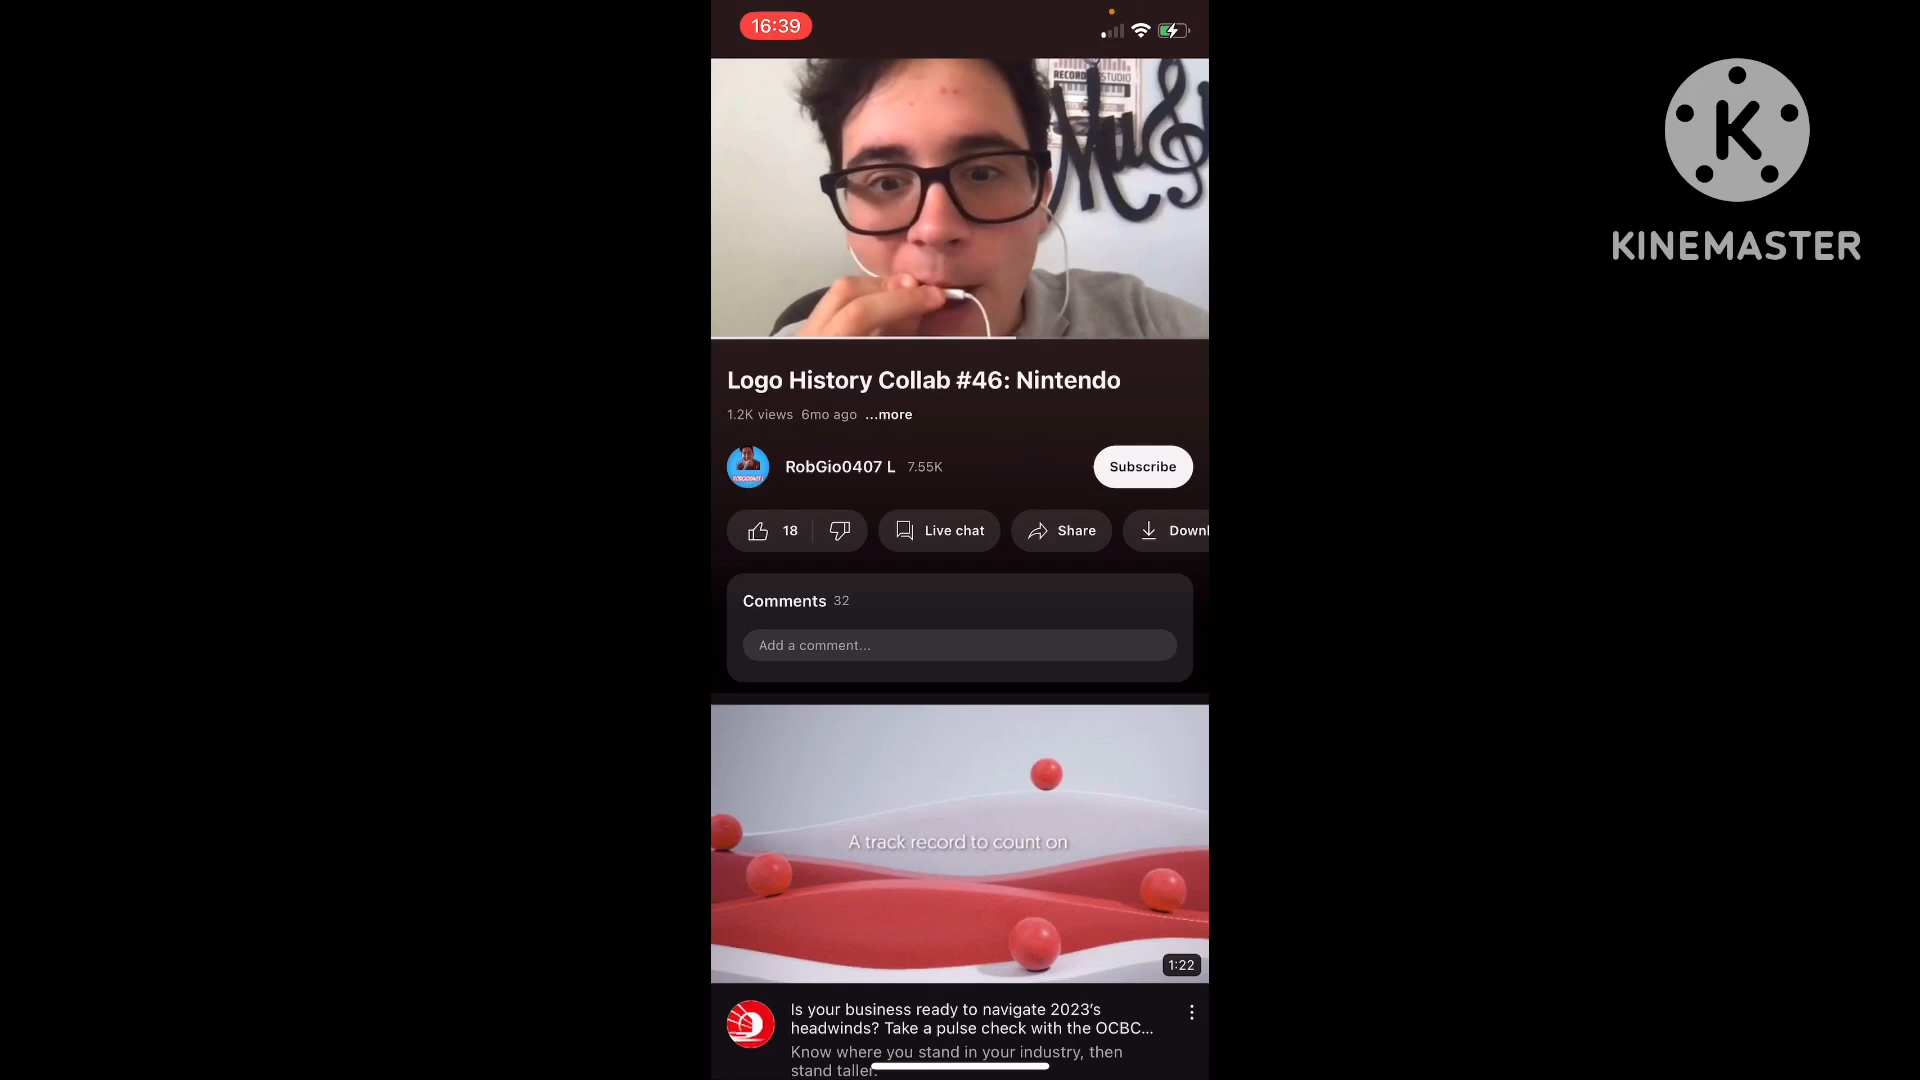 16:39
RECORD STUDIO
Music
KINEMASTER
Logo History Collab #46: Nintendo
1.2K views 6mo ago ...more
RobGio0407 L 7.55K
Subscribe
18
Live chat
Share
Downl
Comments 32
Add a comment...
A track record to count on
1:22
Is your business ready to navigate 2023’s
headwinds? Take a pulse check with the OCBC...
Know where you stand in your industry, then
stand taller.